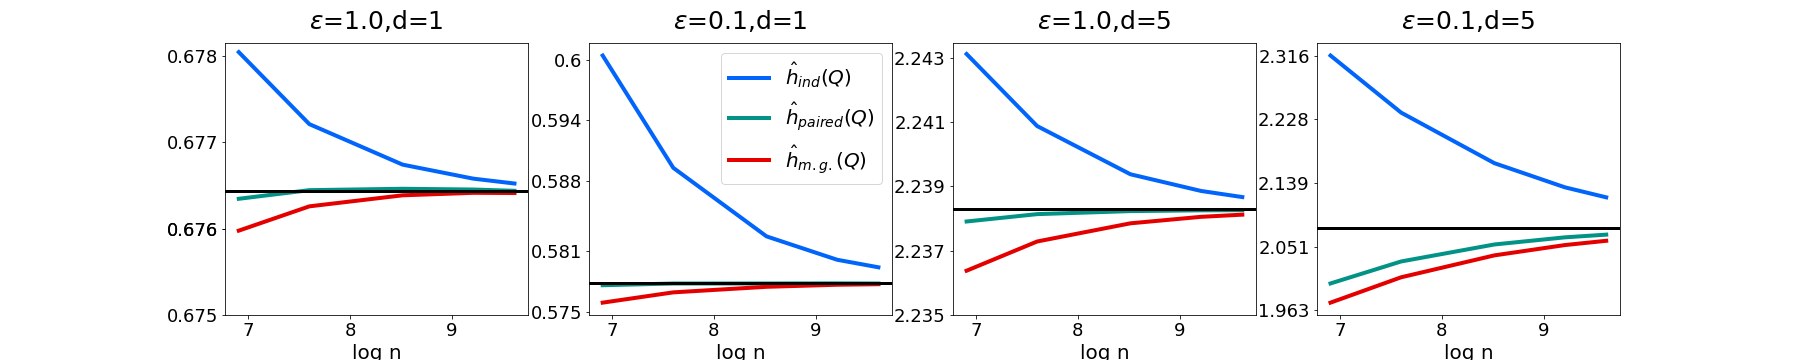 ε=1.0,d=1
0.678
0.677
0.676
0.675
7
8
9
log n
ε=0.1,d=1
0.6
0.594
0.588
0.581
0.575
7
8
9
log n
ĥ_ind(Q)
ĥ_paired(Q)
ĥ_m.g.(Q)
ε=1.0,d=5
2.243
2.241
2.239
2.237
2.235
7
8
9
log n
ε=0.1,d=5
2.316
2.228
2.139
2.051
1.963
7
8
9
log n